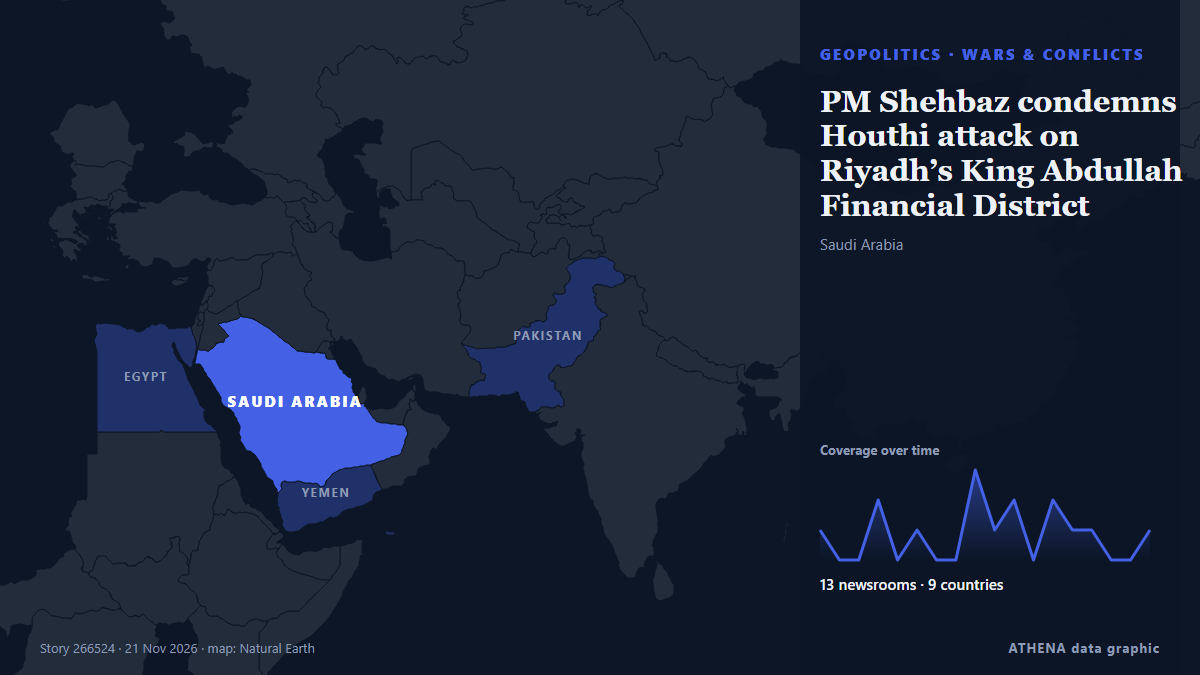 GEOPOLITICS · WARS & CONFLICTS
PM Shehbaz condemns
Houthi attack on
Riyadh’s King Abdullah
Financial District
Saudi Arabia
PAKISTAN
EGYPT
SAUDI ARABIA
YEMEN
Coverage over time
13 newsrooms · 9 countries
Story 266524 · 21 Nov 2026 · map: Natural Earth
ATHENA data graphic